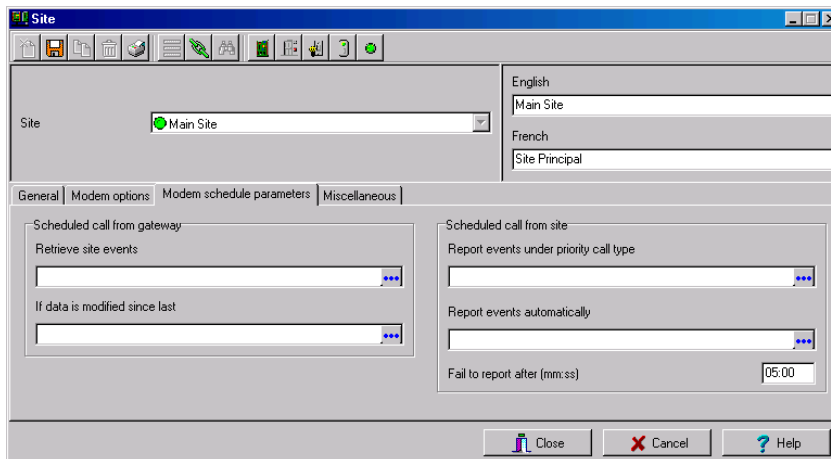 Site
English
Site
Main Site
Main Site
French
Site Principal
General
Modem options
Modem schedule parameters
Miscellaneous
Scheduled call from gateway
Retrieve site events
If data is modified since last
Scheduled call from site
Report events under priority call type
Report events automatically
Fail to report after (mm:ss)
05:00
Close
Cancel
Help